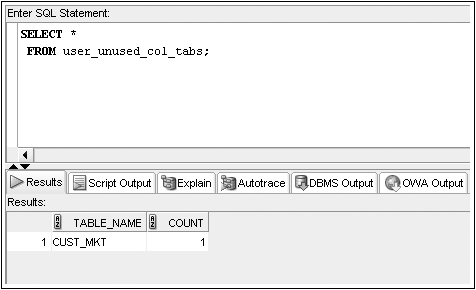 Enter SQL Statement:
SELECT *
FROM user_unused_col_tabs;
Results Script Output Explain Autotrace DBMS Output OWA Output
Results:
TABLE_NAME COUNT
1 CUST_MKT 1